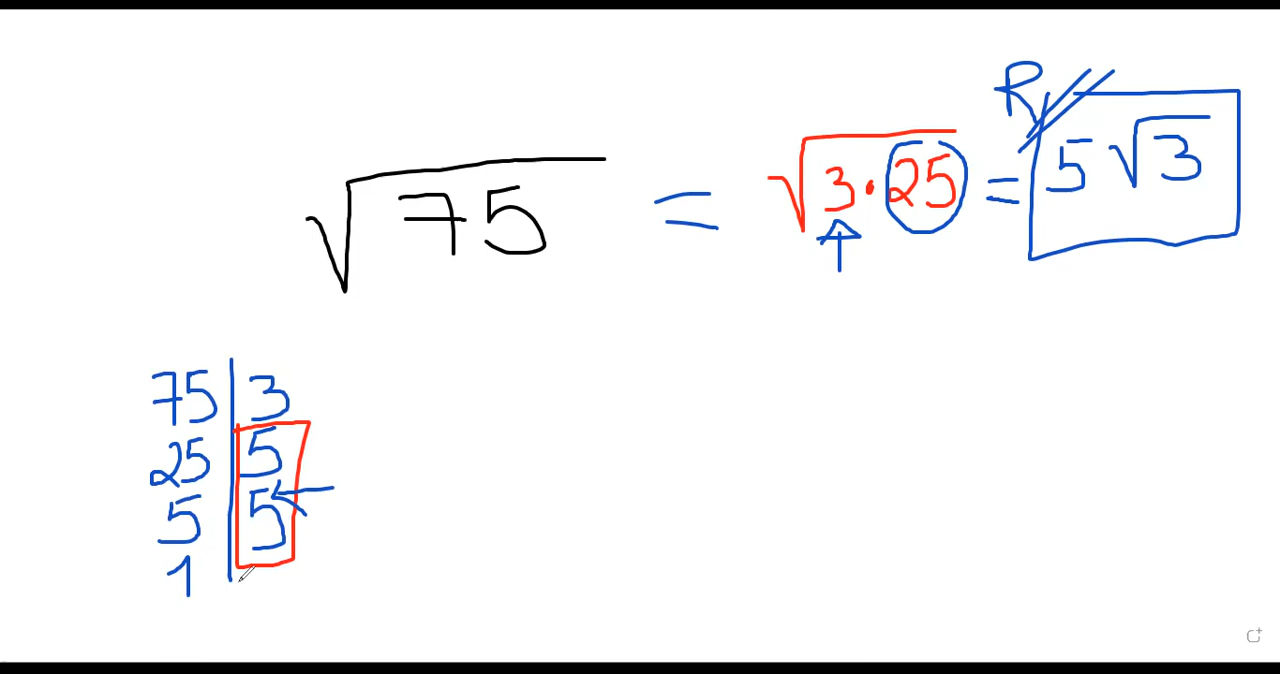 √75 = √3·25 = R// 5√3
75 | 3
25 | 5
5 | 5
1 |